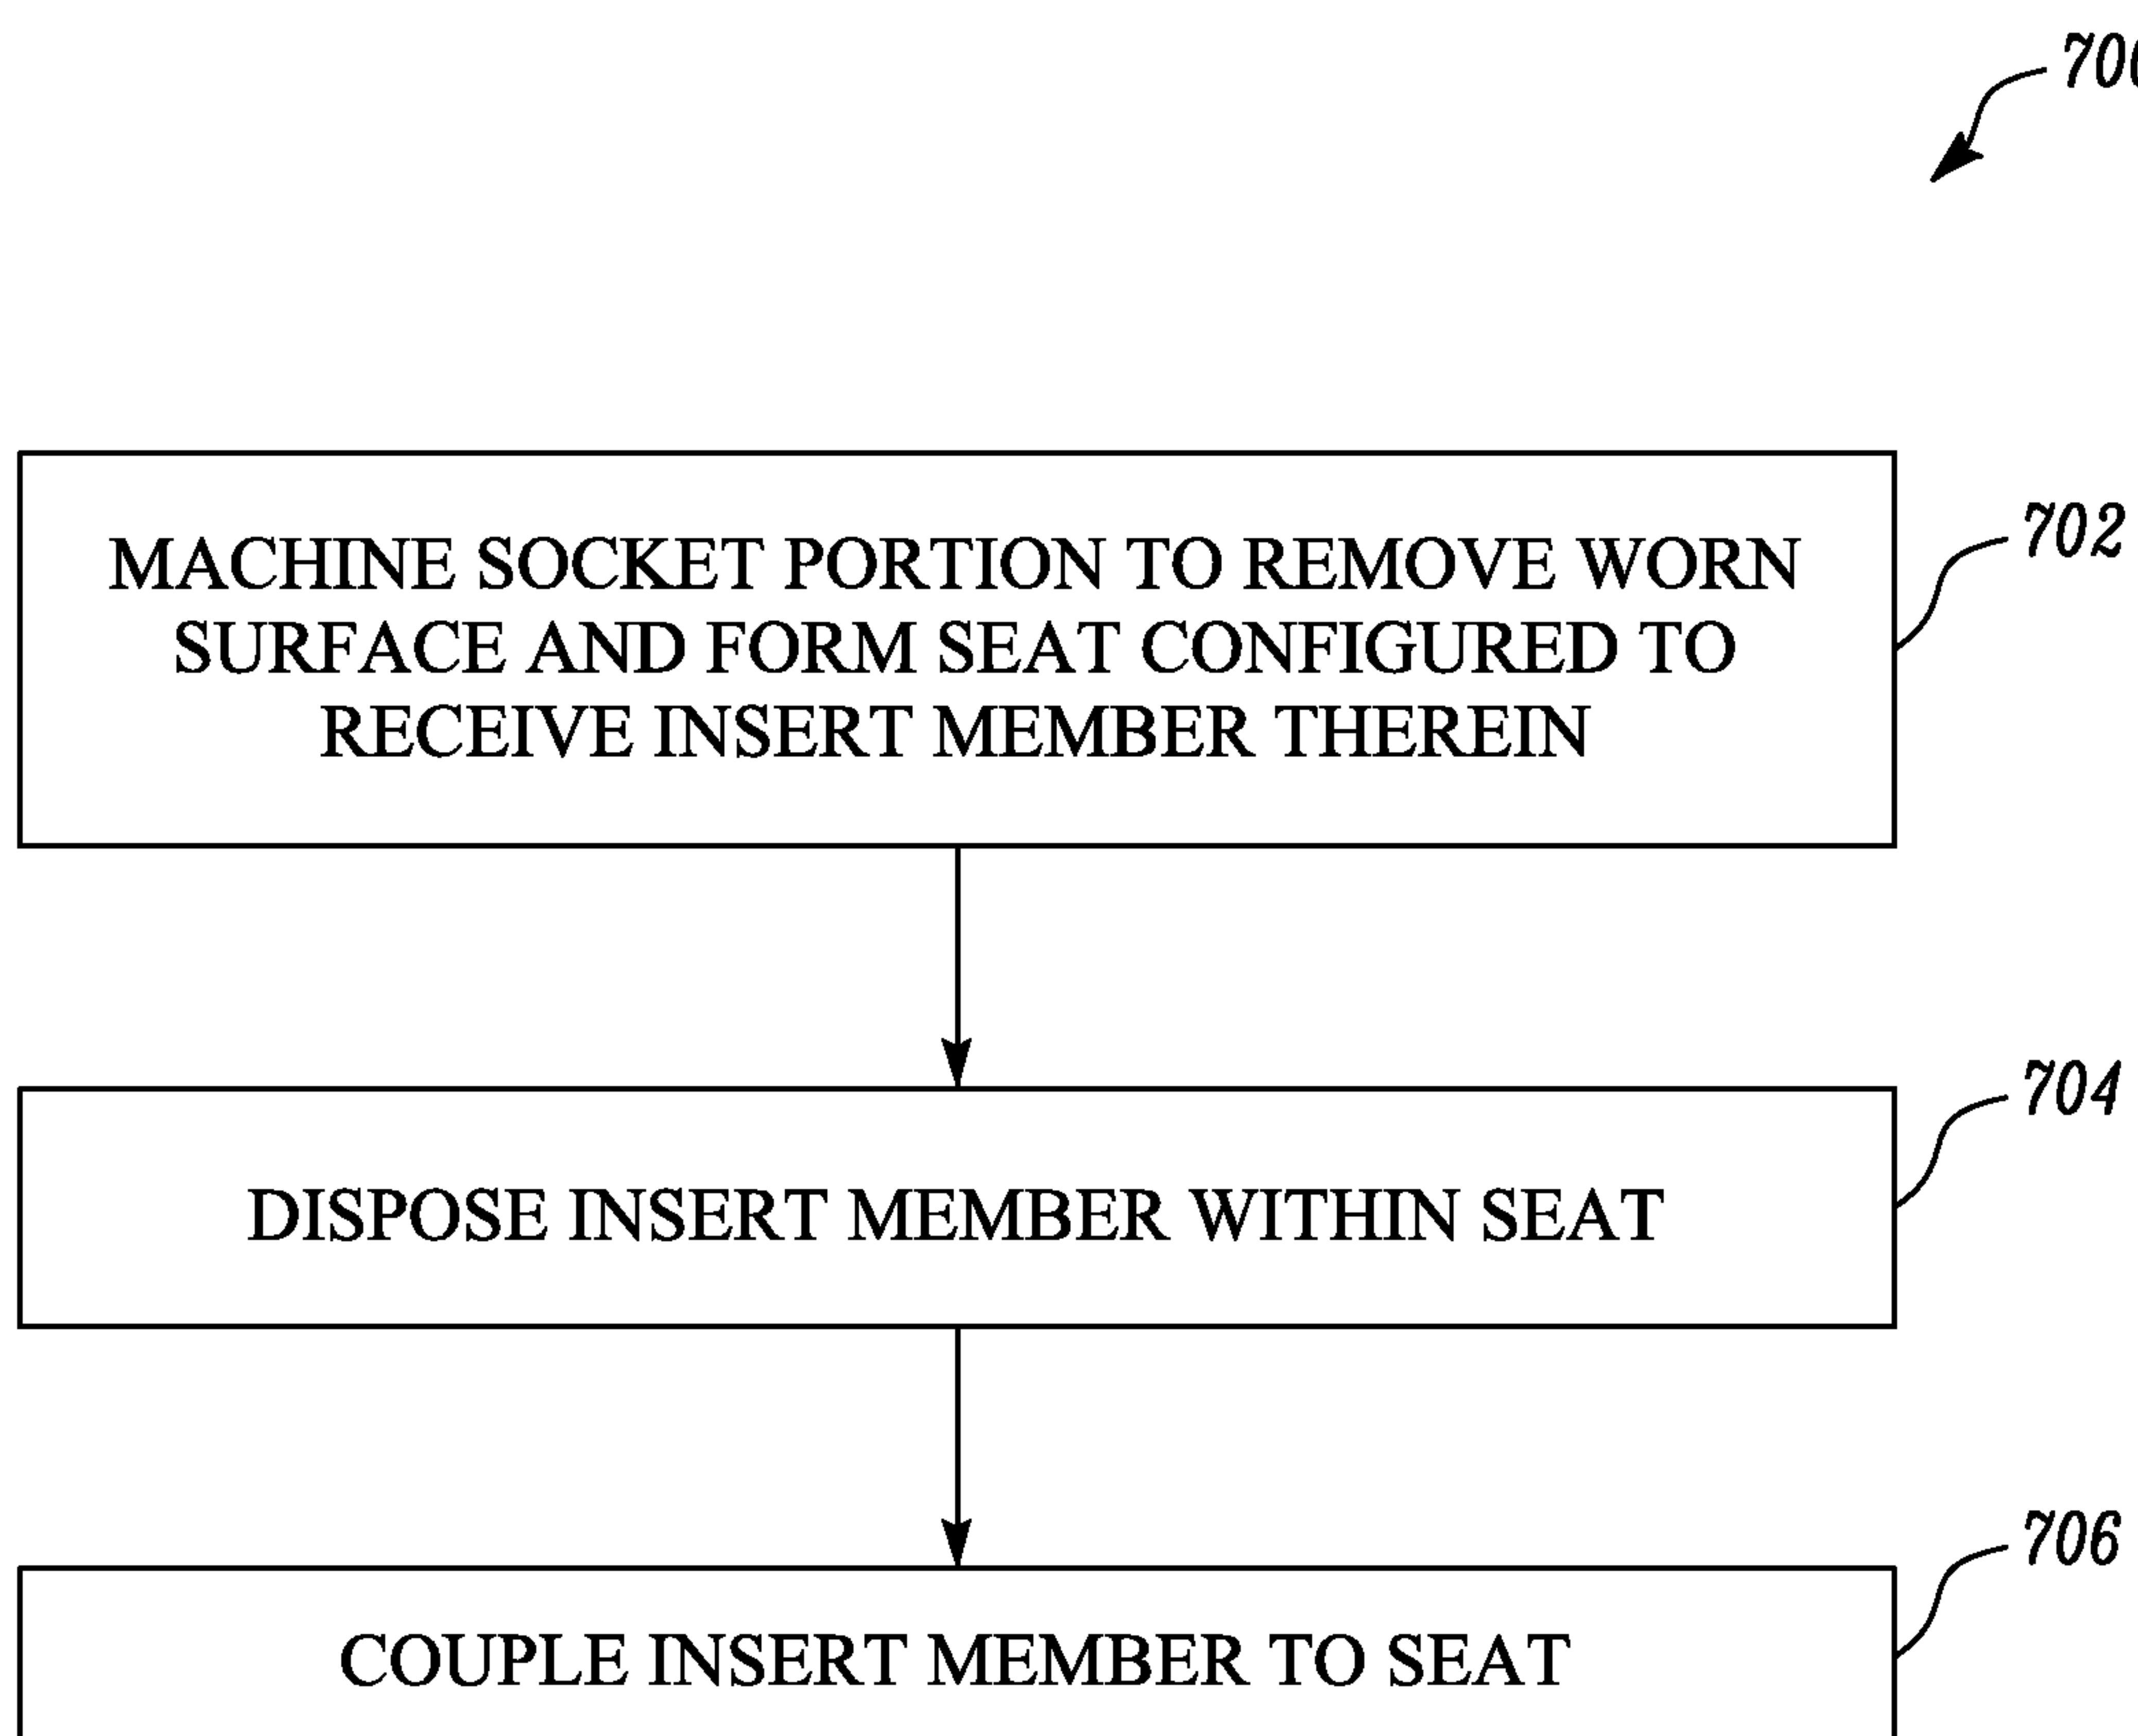 700
702
MACHINE SOCKET PORTION TO REMOVE WORN
SURFACE AND FORM SEAT CONFIGURED TO
RECEIVE INSERT MEMBER THEREIN
704
DISPOSE INSERT MEMBER WITHIN SEAT
706
COUPLE INSERT MEMBER TO SEAT